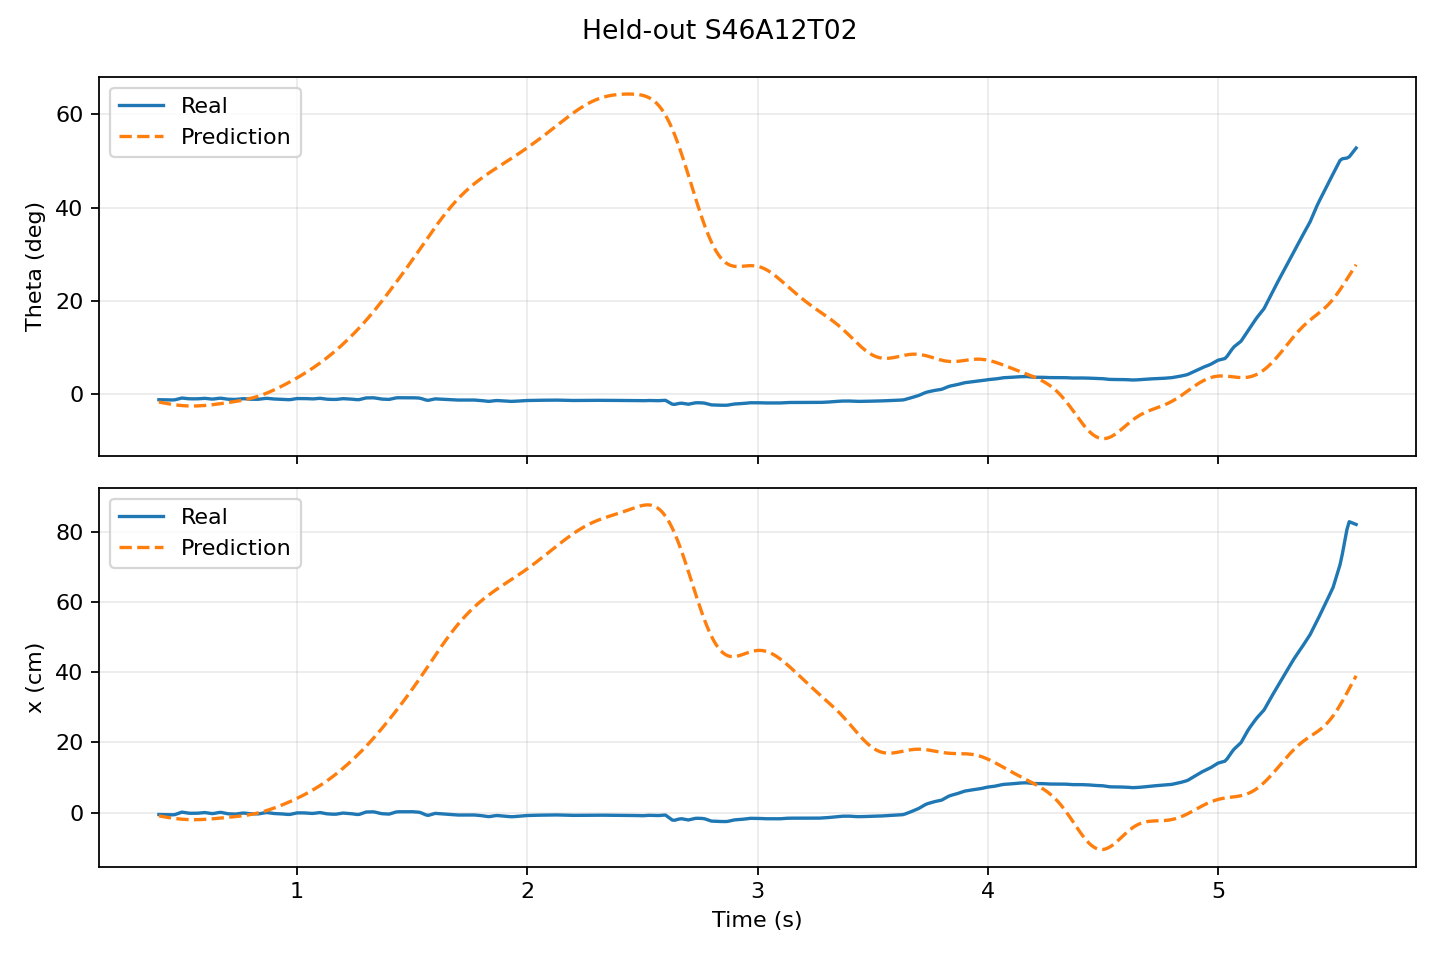 Held-out S46A12T02
Real
Prediction
Theta (deg)
60
40
20
0
Real
Prediction
x (cm)
80
60
40
20
0
1 2 3 4 5
Time (s)